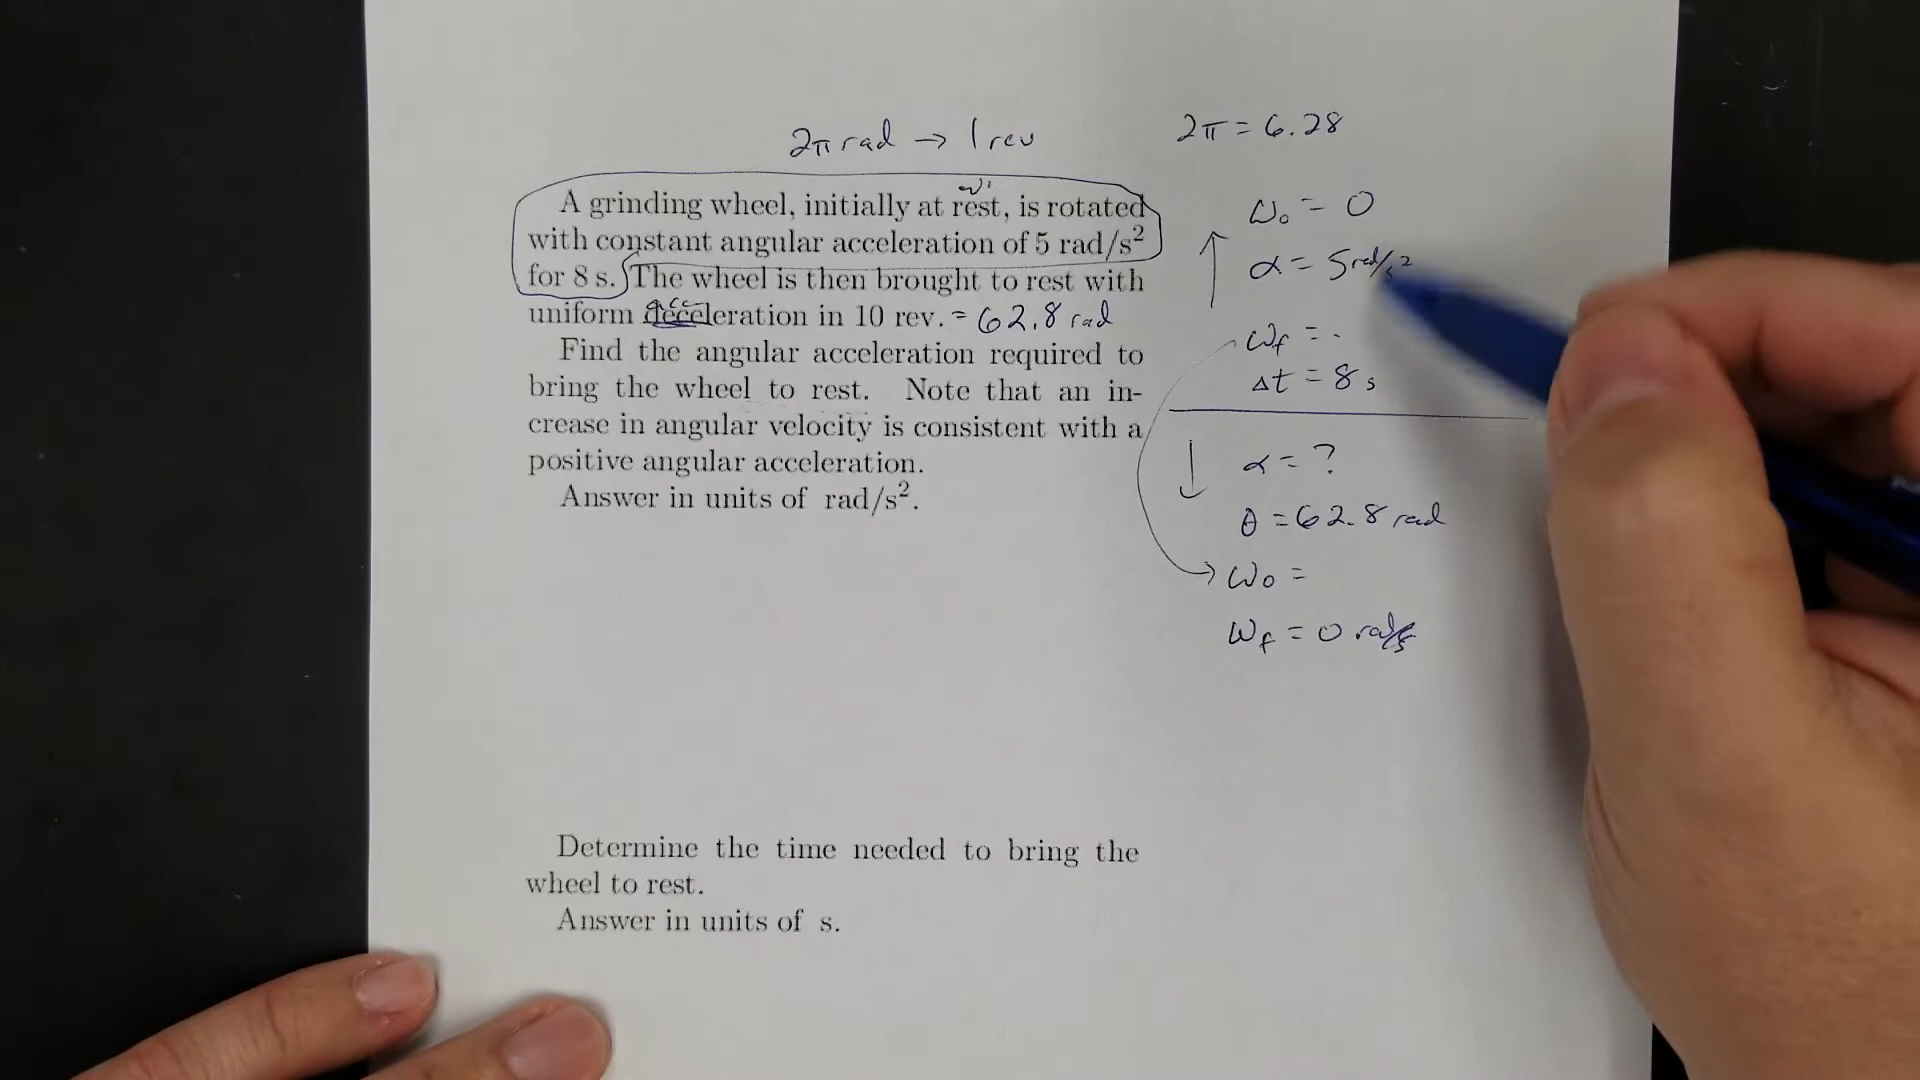 2π rad → 1 rev
2π = 6.28
A grinding wheel, initially at rest, is rotated
with constant angular acceleration of 5 rad/s²
for 8 s. The wheel is then brought to rest with
uniform deceleration in 10 rev. = 62.8 rad
Find the angular acceleration required to
bring the wheel to rest. Note that an in-
crease in angular velocity is consistent with a
positive angular acceleration.
Answer in units of rad/s².
ω₀ = 0
α = 5 rad/s²
ωf =
Δt = 8 s
α = ?
θ = 62.8 rad
ω₀ =
ωf = 0 rad/s
Determine the time needed to bring the
wheel to rest.
Answer in units of s.